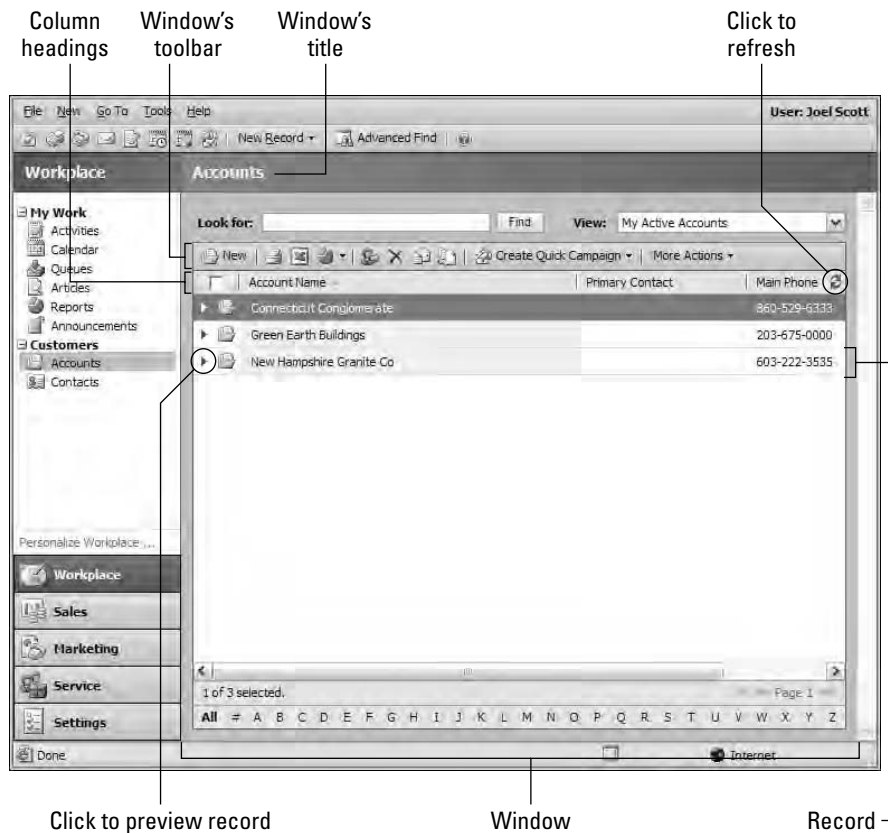 Column headings
Window's toolbar
Window's title
Click to refresh
File New Go To Tools Help
User: Joel Scott
New Record
Advanced Find
Workplace
Accounts
My Work
Activities
Calendar
Queues
Articles
Reports
Announcements
Customers
Accounts
Contacts
Look for:
Find
View: My Active Accounts
New
Create Quick Campaign
More Actions
Account Name
Primary Contact
Main Phone
Connecticut Conglomerate
860-529-6333
Green Earth Buildings
203-675-0000
New Hampshire Granite Co
603-222-3535
Personalize Workplace ...
Workplace
Sales
Marketing
Service
Settings
1 of 3 selected.
Page 1
All # A B C D E F G H I J K L M N O P Q R S T U V W X Y Z
Done
Internet
Click to preview record
Window
Record